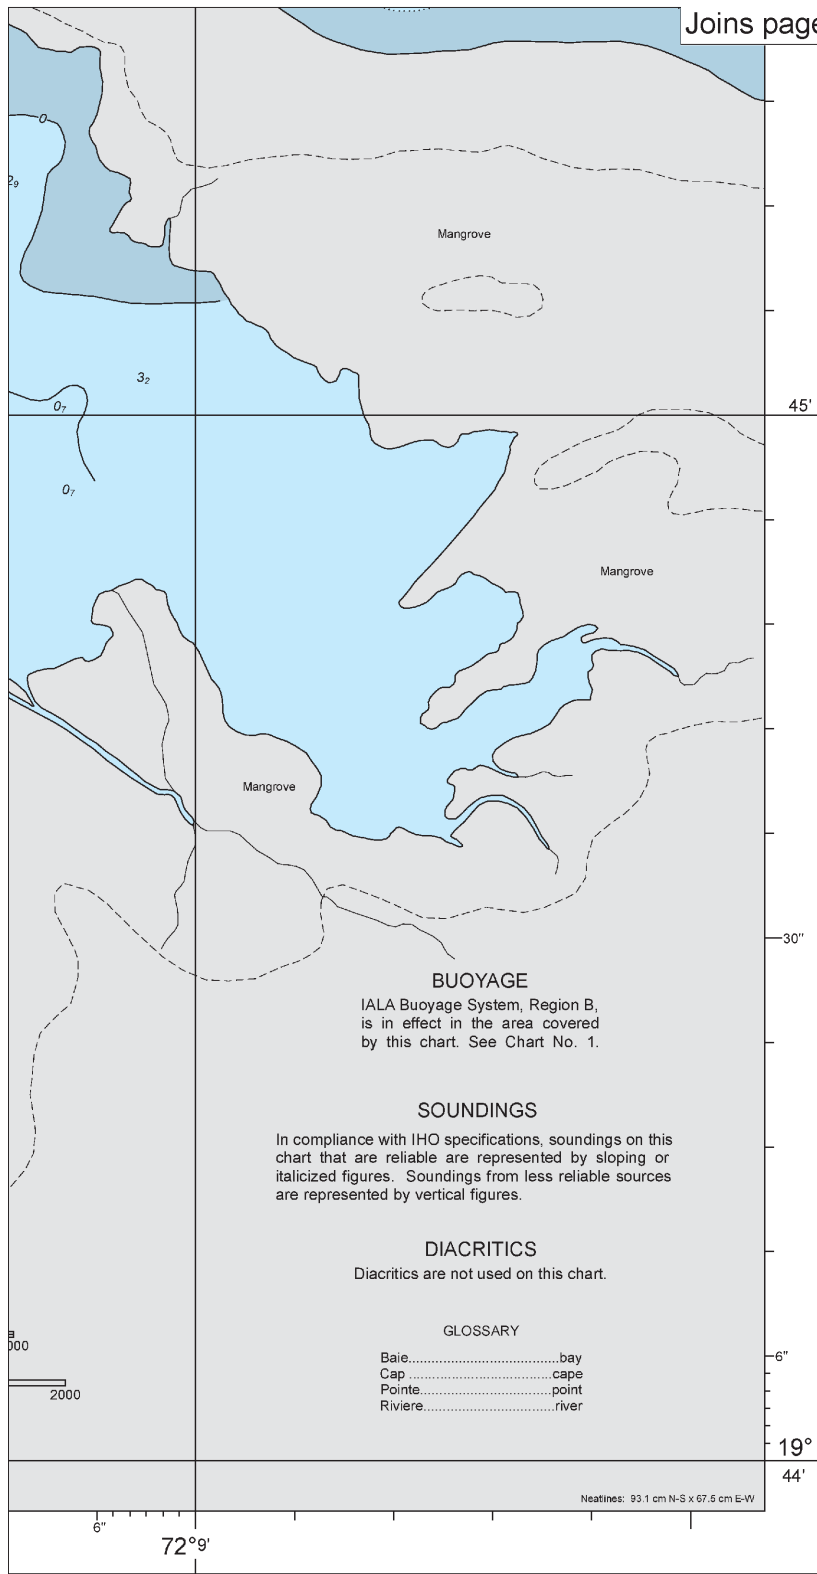 Joins page
0
2₉
Mangrove
3₂
0₇
45'
0₇
Mangrove
Mangrove
30"
BUOYAGE
IALA Buoyage System, Region B,
is in effect in the area covered
by this chart. See Chart No. 1.
SOUNDINGS
In compliance with IHO specifications, soundings on this
chart that are reliable are represented by sloping or
italicized figures. Soundings from less reliable sources
are represented by vertical figures.
DIACRITICS
Diacritics are not used on this chart.
GLOSSARY
000
Baie..........................................bay
6"
Cap ........................................cape
Pointe.....................................point
2000
Riviere.....................................river
19°
44'
Neatlines: 93.1 cm N-S x 67.5 cm E-W
6"
72°9'